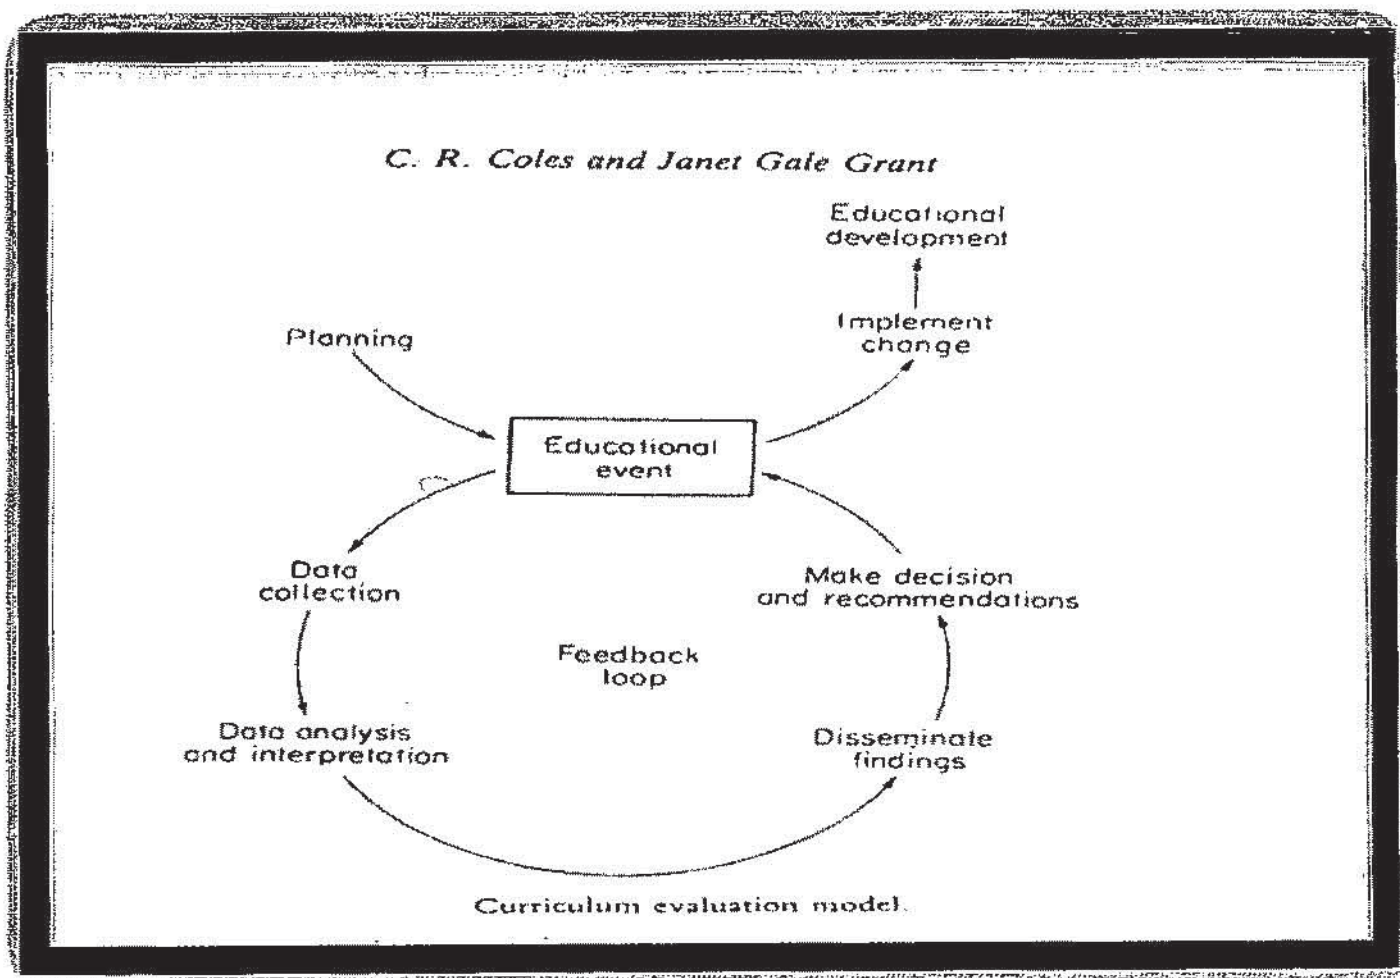 C. R. Coles and Janet Gale Grant
Educational
development
Implement
change
Planning
Educational
event
Data
collection
Make decision
and recommendations
Feedback
loop
Data analysis
and interpretation
Disseminate
findings
Curriculum evaluation model.